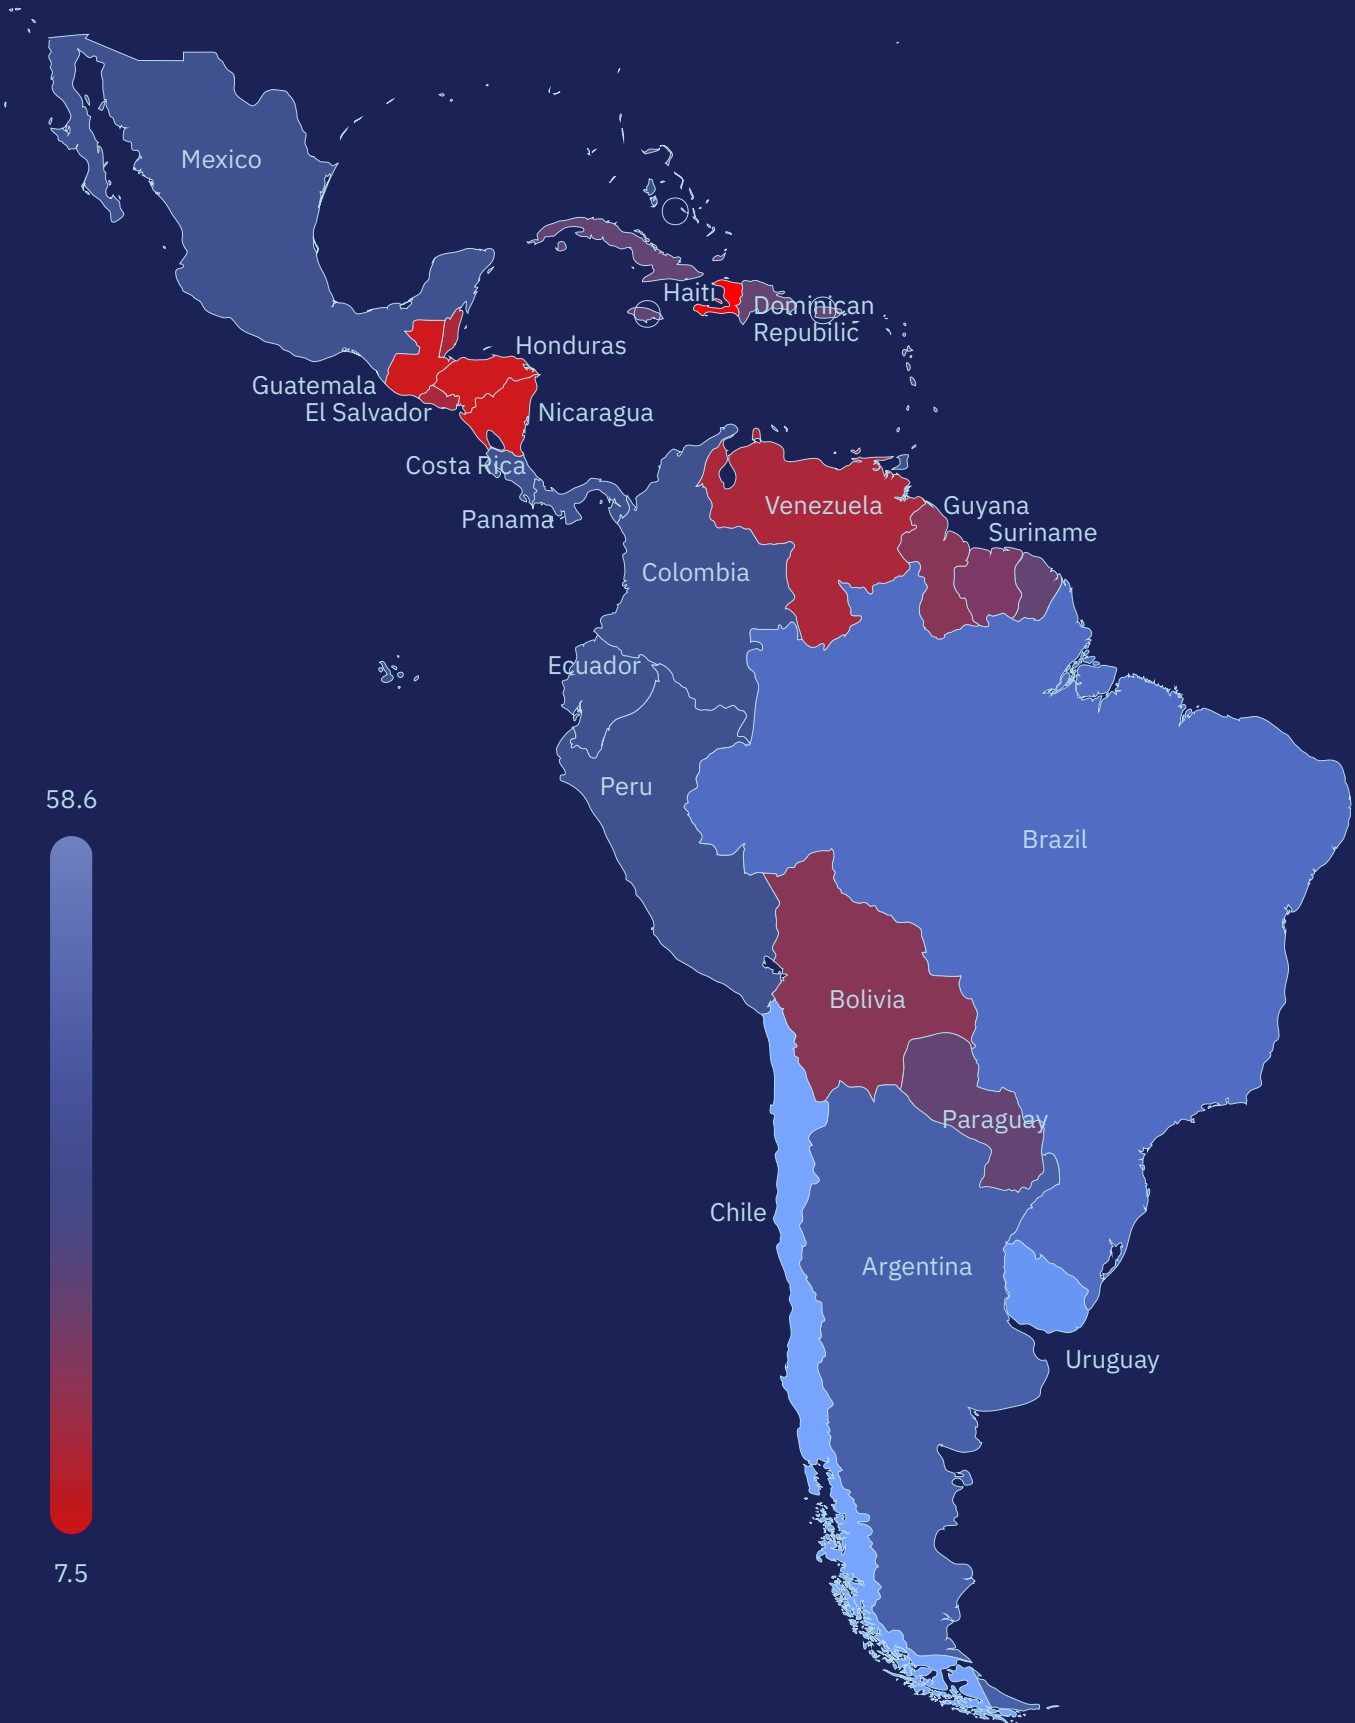 Mexico
Haiti
Dominican
Repubilic
Honduras
Guatemala
El Salvador
Nicaragua
Costa Rica
Panama
Venezuela
Guyana
Suriname
Colombia
Ecuador
Peru
58.6
Brazil
Bolivia
Paraguay
Chile
Argentina
Uruguay
7.5